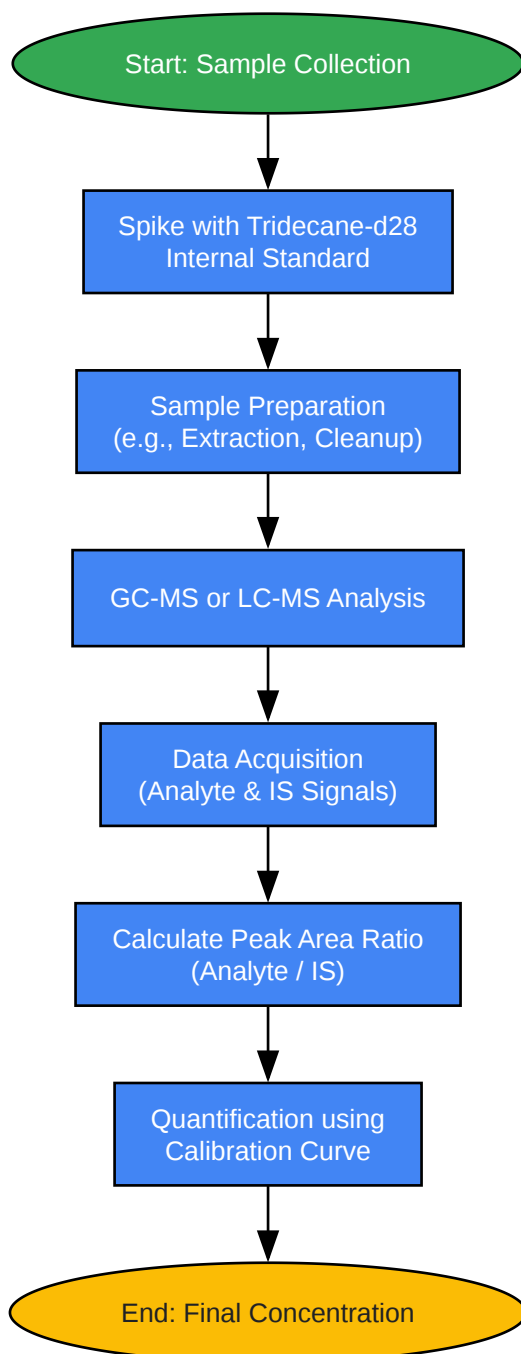 Start: Sample Collection
Spike with Tridecane-d28
Internal Standard
Sample Preparation
(e.g., Extraction, Cleanup)
GC-MS or LC-MS Analysis
Data Acquisition
(Analyte & IS Signals)
Calculate Peak Area Ratio
(Analyte / IS)
Quantification using
Calibration Curve
End: Final Concentration